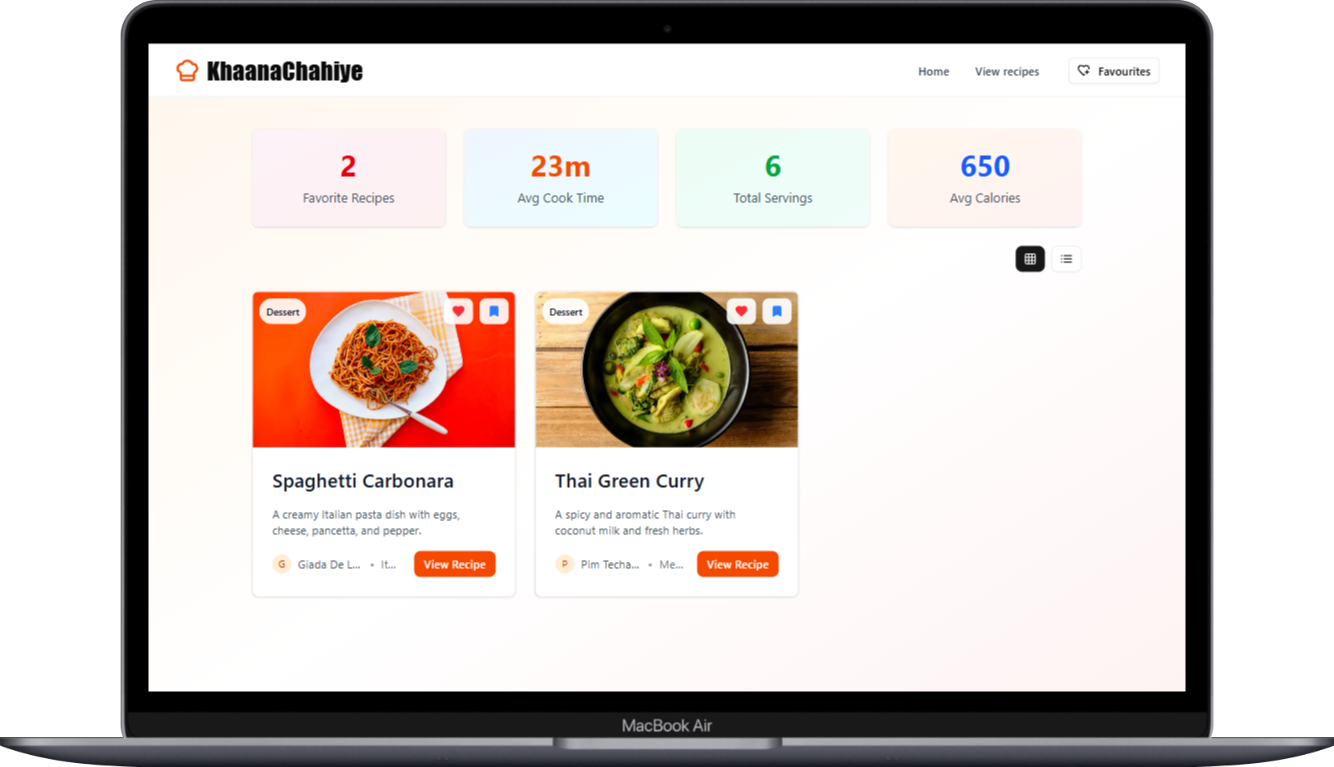 KhaanaChahiye
Home
View recipes
Favourites
2
Favorite Recipes
23m
Avg Cook Time
6
Total Servings
650
Avg Calories
Dessert
Dessert
Spaghetti Carbonara
A creamy Italian pasta dish with eggs,
cheese, pancetta, and pepper.
G Giada De L... • It...
View Recipe
Thai Green Curry
A spicy and aromatic Thai curry with
coconut milk and fresh herbs.
P Pim Techa... • Me...
View Recipe
MacBook Air